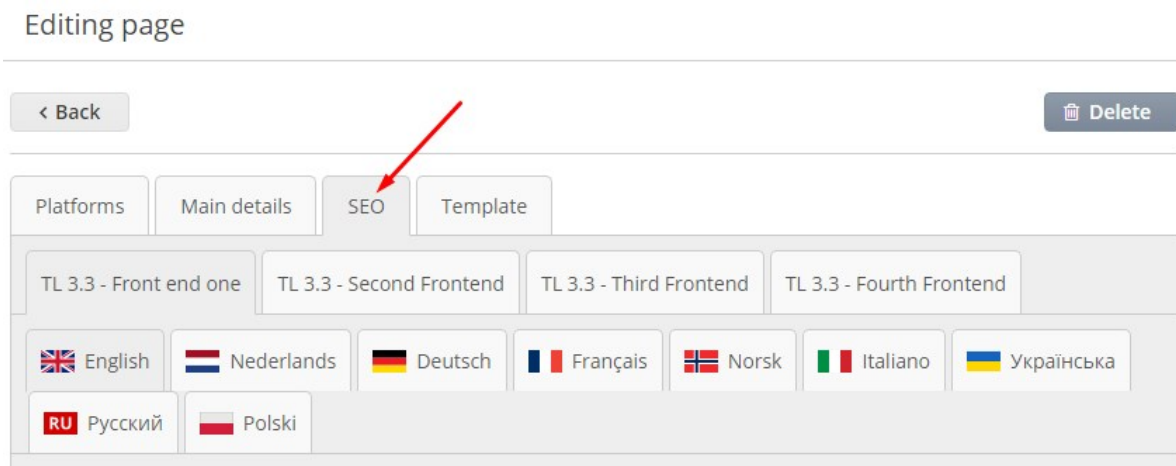 Editing page
< Back
Delete
Platforms Main details SEO Template
TL 3.3 - Front end one TL 3.3 - Second Frontend TL 3.3 - Third Frontend TL 3.3 - Fourth Frontend
English Nederlands Deutsch Français Norsk Italiano Українська
RU Русский Polski